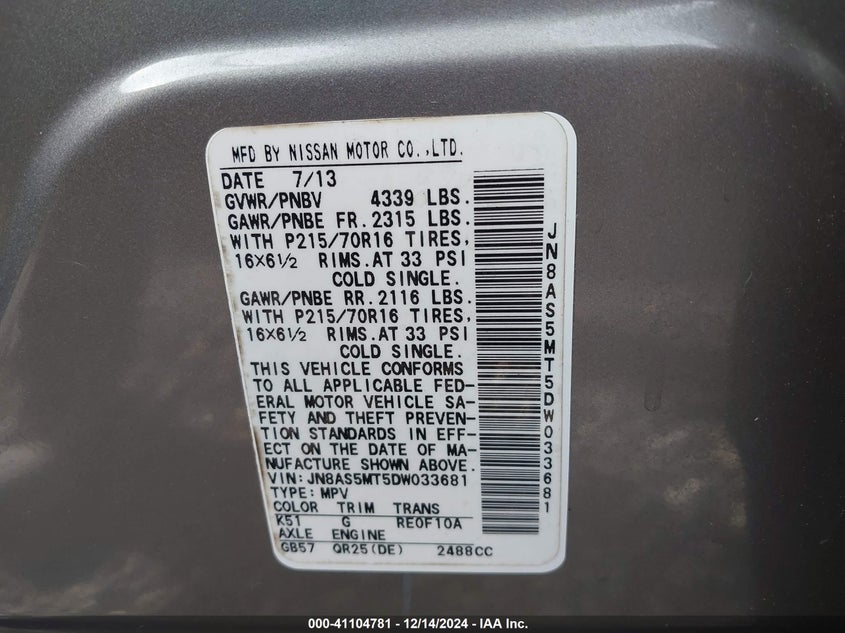 MFD BY NISSAN MOTOR CO.,LTD.
DATE 7/13
GVWR/PNBV 4339 LBS.
GAWR/PNBE FR.2315 LBS.
WITH P215/70R16 TIRES,
16×6½ RIMS.AT 33 PSI
COLD SINGLE.
GAWR/PNBE RR.2116 LBS.
WITH P215/70R16 TIRES,
16×6½ RIMS.AT 33 PSI
COLD SINGLE.
THIS VEHICLE CONFORMS
TO ALL APPLICABLE FED-
ERAL MOTOR VEHICLE SA-
FETY AND THEFT PREVEN-
TION STANDARDS IN EFF-
ECT ON THE DATE OF MA-
NUFACTURE SHOWN ABOVE.
VIN:JN8AS5MT5DW033681
TYPE:MPV
COLOR TRIM TRANS
K51 G RE0F10A
AXLE ENGINE
GB57 QR25(DE) 2488CC
JN8AS5MT5DW033681
000-41104781 - 12/14/2024 - IAA Inc.